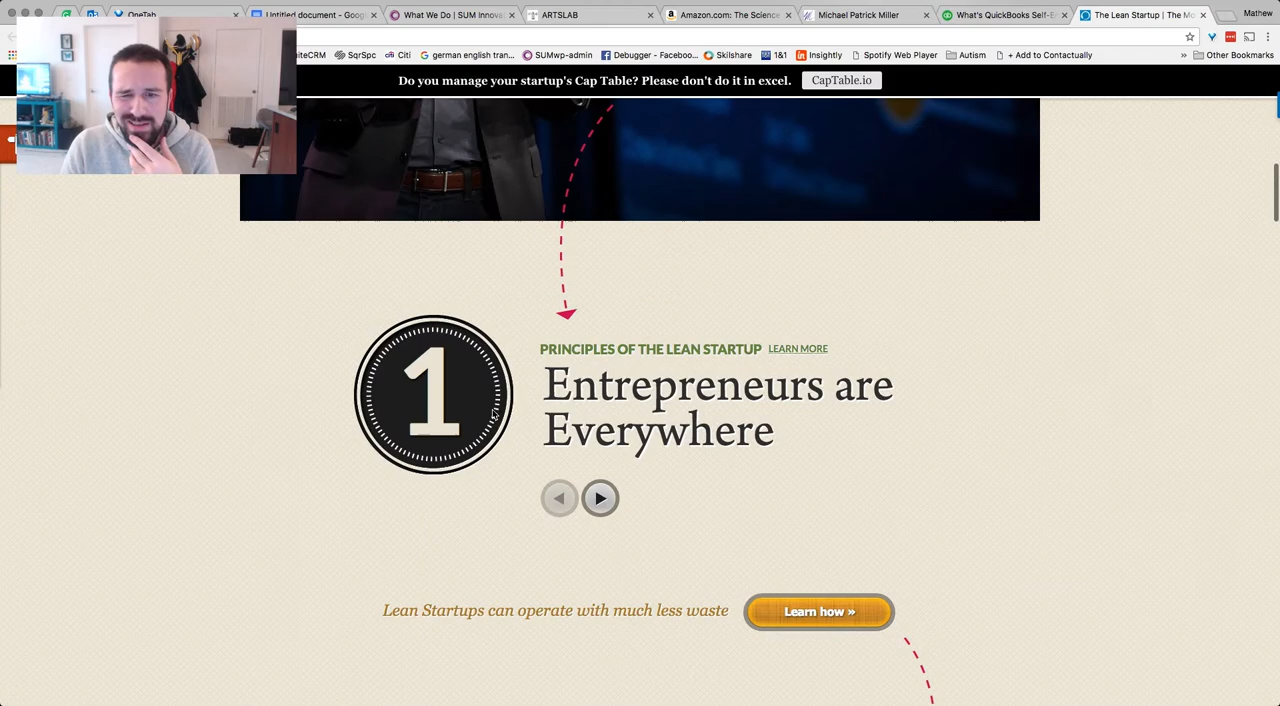 OneTab
Untitled document - Goog
What We Do | SUM Innova
ARTSLAB
Amazon.com: The Science
Michael Patrick Miller
What's QuickBooks Self-E
The Lean Startup | The Mo
Mathew
niteCRM
SqrSpc
Citi
german english tran...
SUMwp-admin
Debugger - Faceboo...
Skilshare
1&1
Insightly
Spotify Web Player
Autism
+ Add to Contactually
»
Other Bookmarks
Do you manage your startup's Cap Table? Please don't do it in excel.
CapTable.io
1
PRINCIPLES OF THE LEAN STARTUP LEARN MORE
Entrepreneurs are
Everywhere
Lean Startups can operate with much less waste
Learn how »